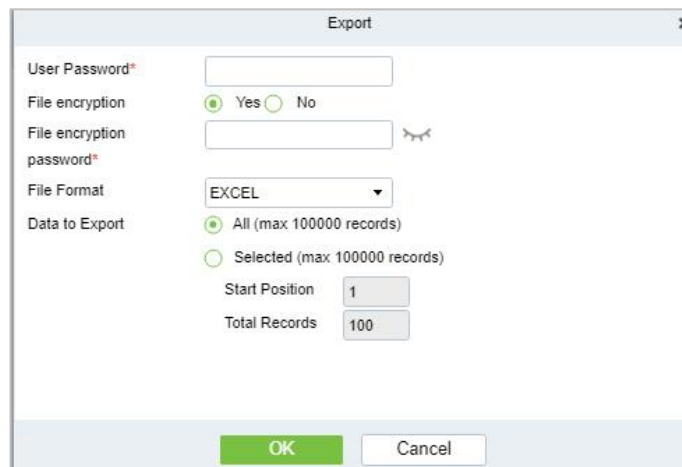 Export
User Password*
File encryption Yes No
File encryption
password*
File Format EXCEL
Data to Export All (max 100000 records)
Selected (max 100000 records)
Start Position 1
Total Records 100
OK Cancel